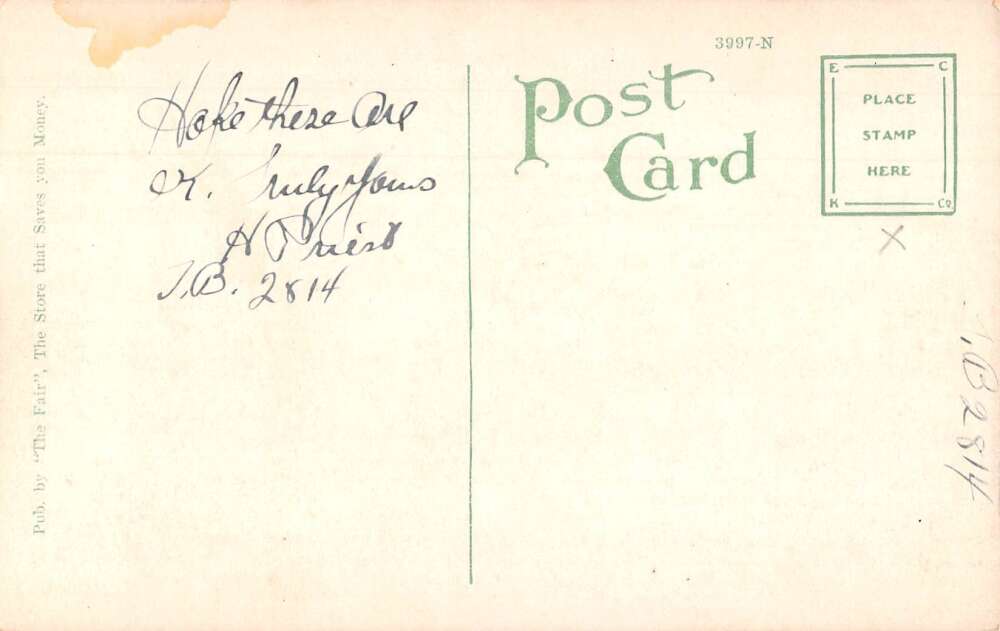 3997-N
Post
Card
E C
PLACE
STAMP
HERE
K Co.
X
Hoke these are
O.K. Truly Yours
H Priest
T.B. 2814
T.B 2814
Pub. by "The Fair", The Store that Saves you Money.